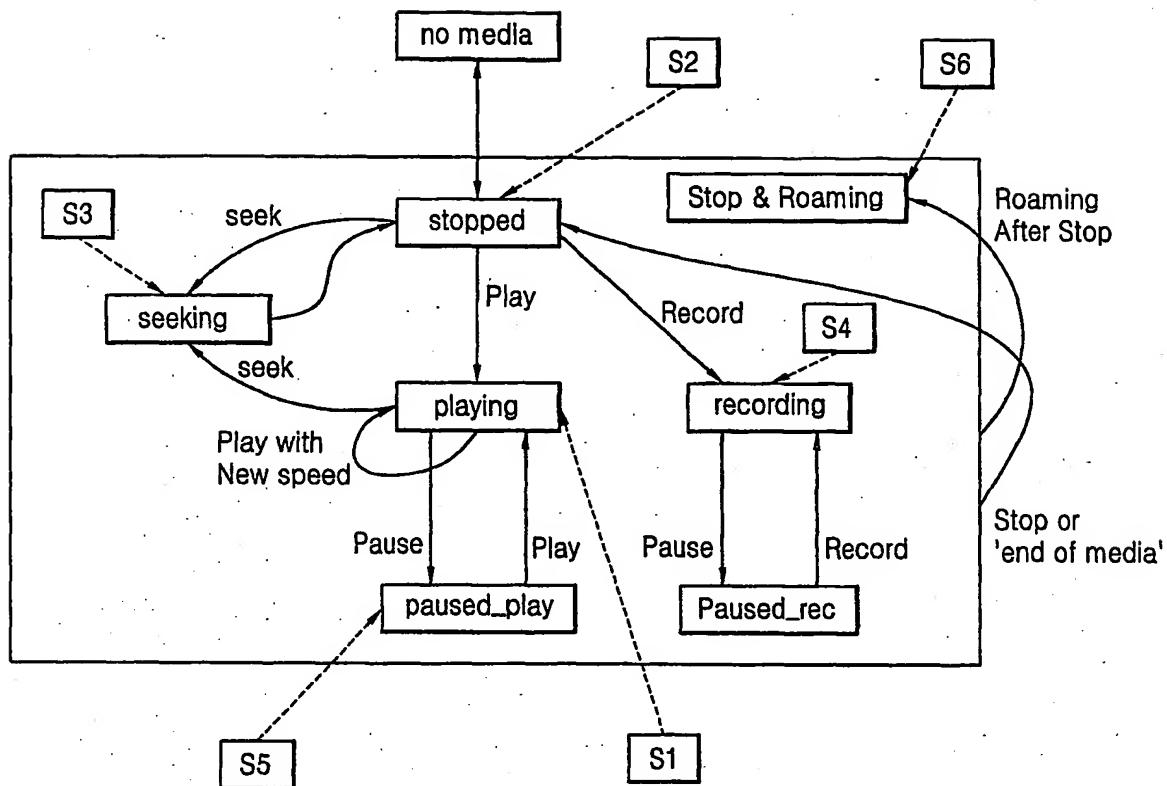 no media
S2
S6
S3
seek
stopped
Stop & Roaming
Roaming
After Stop
seeking
Play
Record
S4
seek
playing
recording
Play with
New speed
Pause
Play
Pause
Record
Stop or
'end of media'
paused_play
Paused_rec
S5
S1